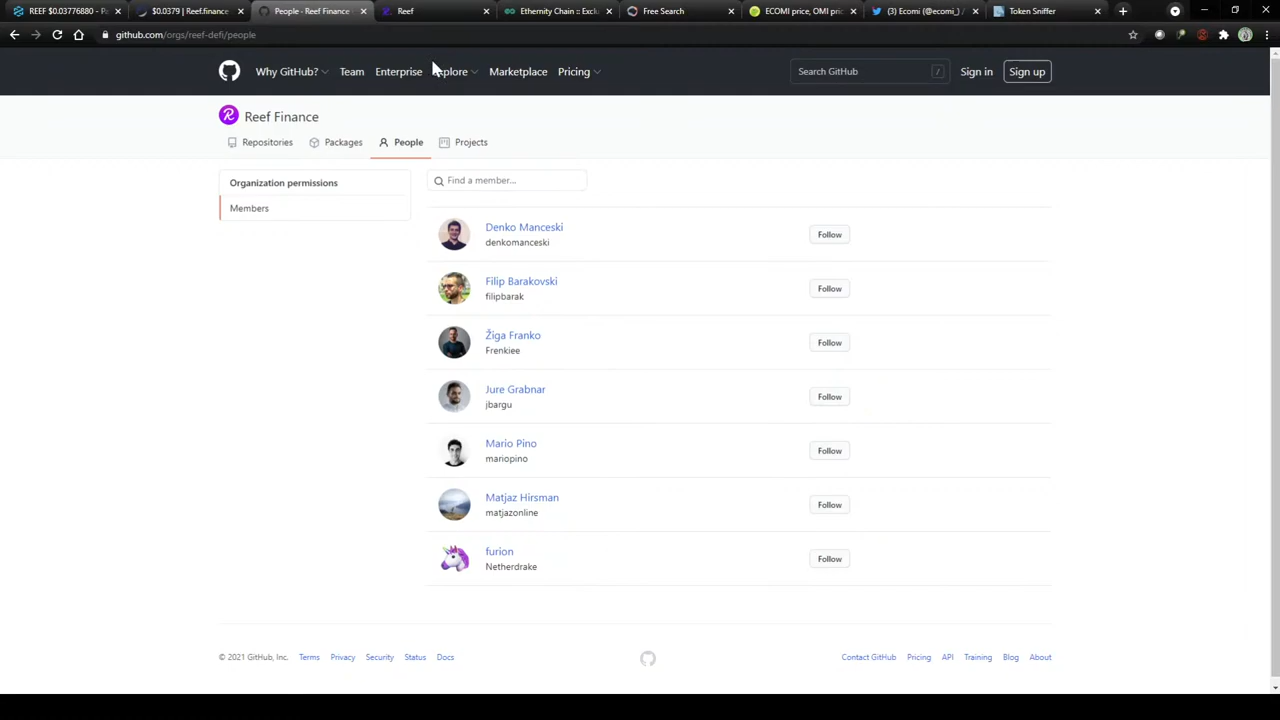 REEF $0.03776880 - P
$0.0379 | Reef.finance
People - Reef Finance
Reef
Ethernity Chain :: Exclu
Free Search
ECOMI price, OMI pric
(3) Ecomi (@ecomi_) /
Token Sniffer
github.com/orgs/reef-defi/people
Why GitHub?
Team
Enterprise
xplore
Marketplace
Pricing
Search GitHub
/
Sign in
Sign up
Reef Finance
Repositories
Packages
People
Projects
Organization permissions
Members
Find a member...
Denko Manceski
denkomanceski
Follow
Filip Barakovski
filipbarak
Follow
Žiga Franko
Frenkiee
Follow
Jure Grabnar
jbargu
Follow
Mario Pino
mariopino
Follow
Matjaz Hirsman
matjazonline
Follow
furion
Netherdrake
Follow
© 2021 GitHub, Inc.
Terms
Privacy
Security
Status
Docs
Contact GitHub
Pricing
API
Training
Blog
About